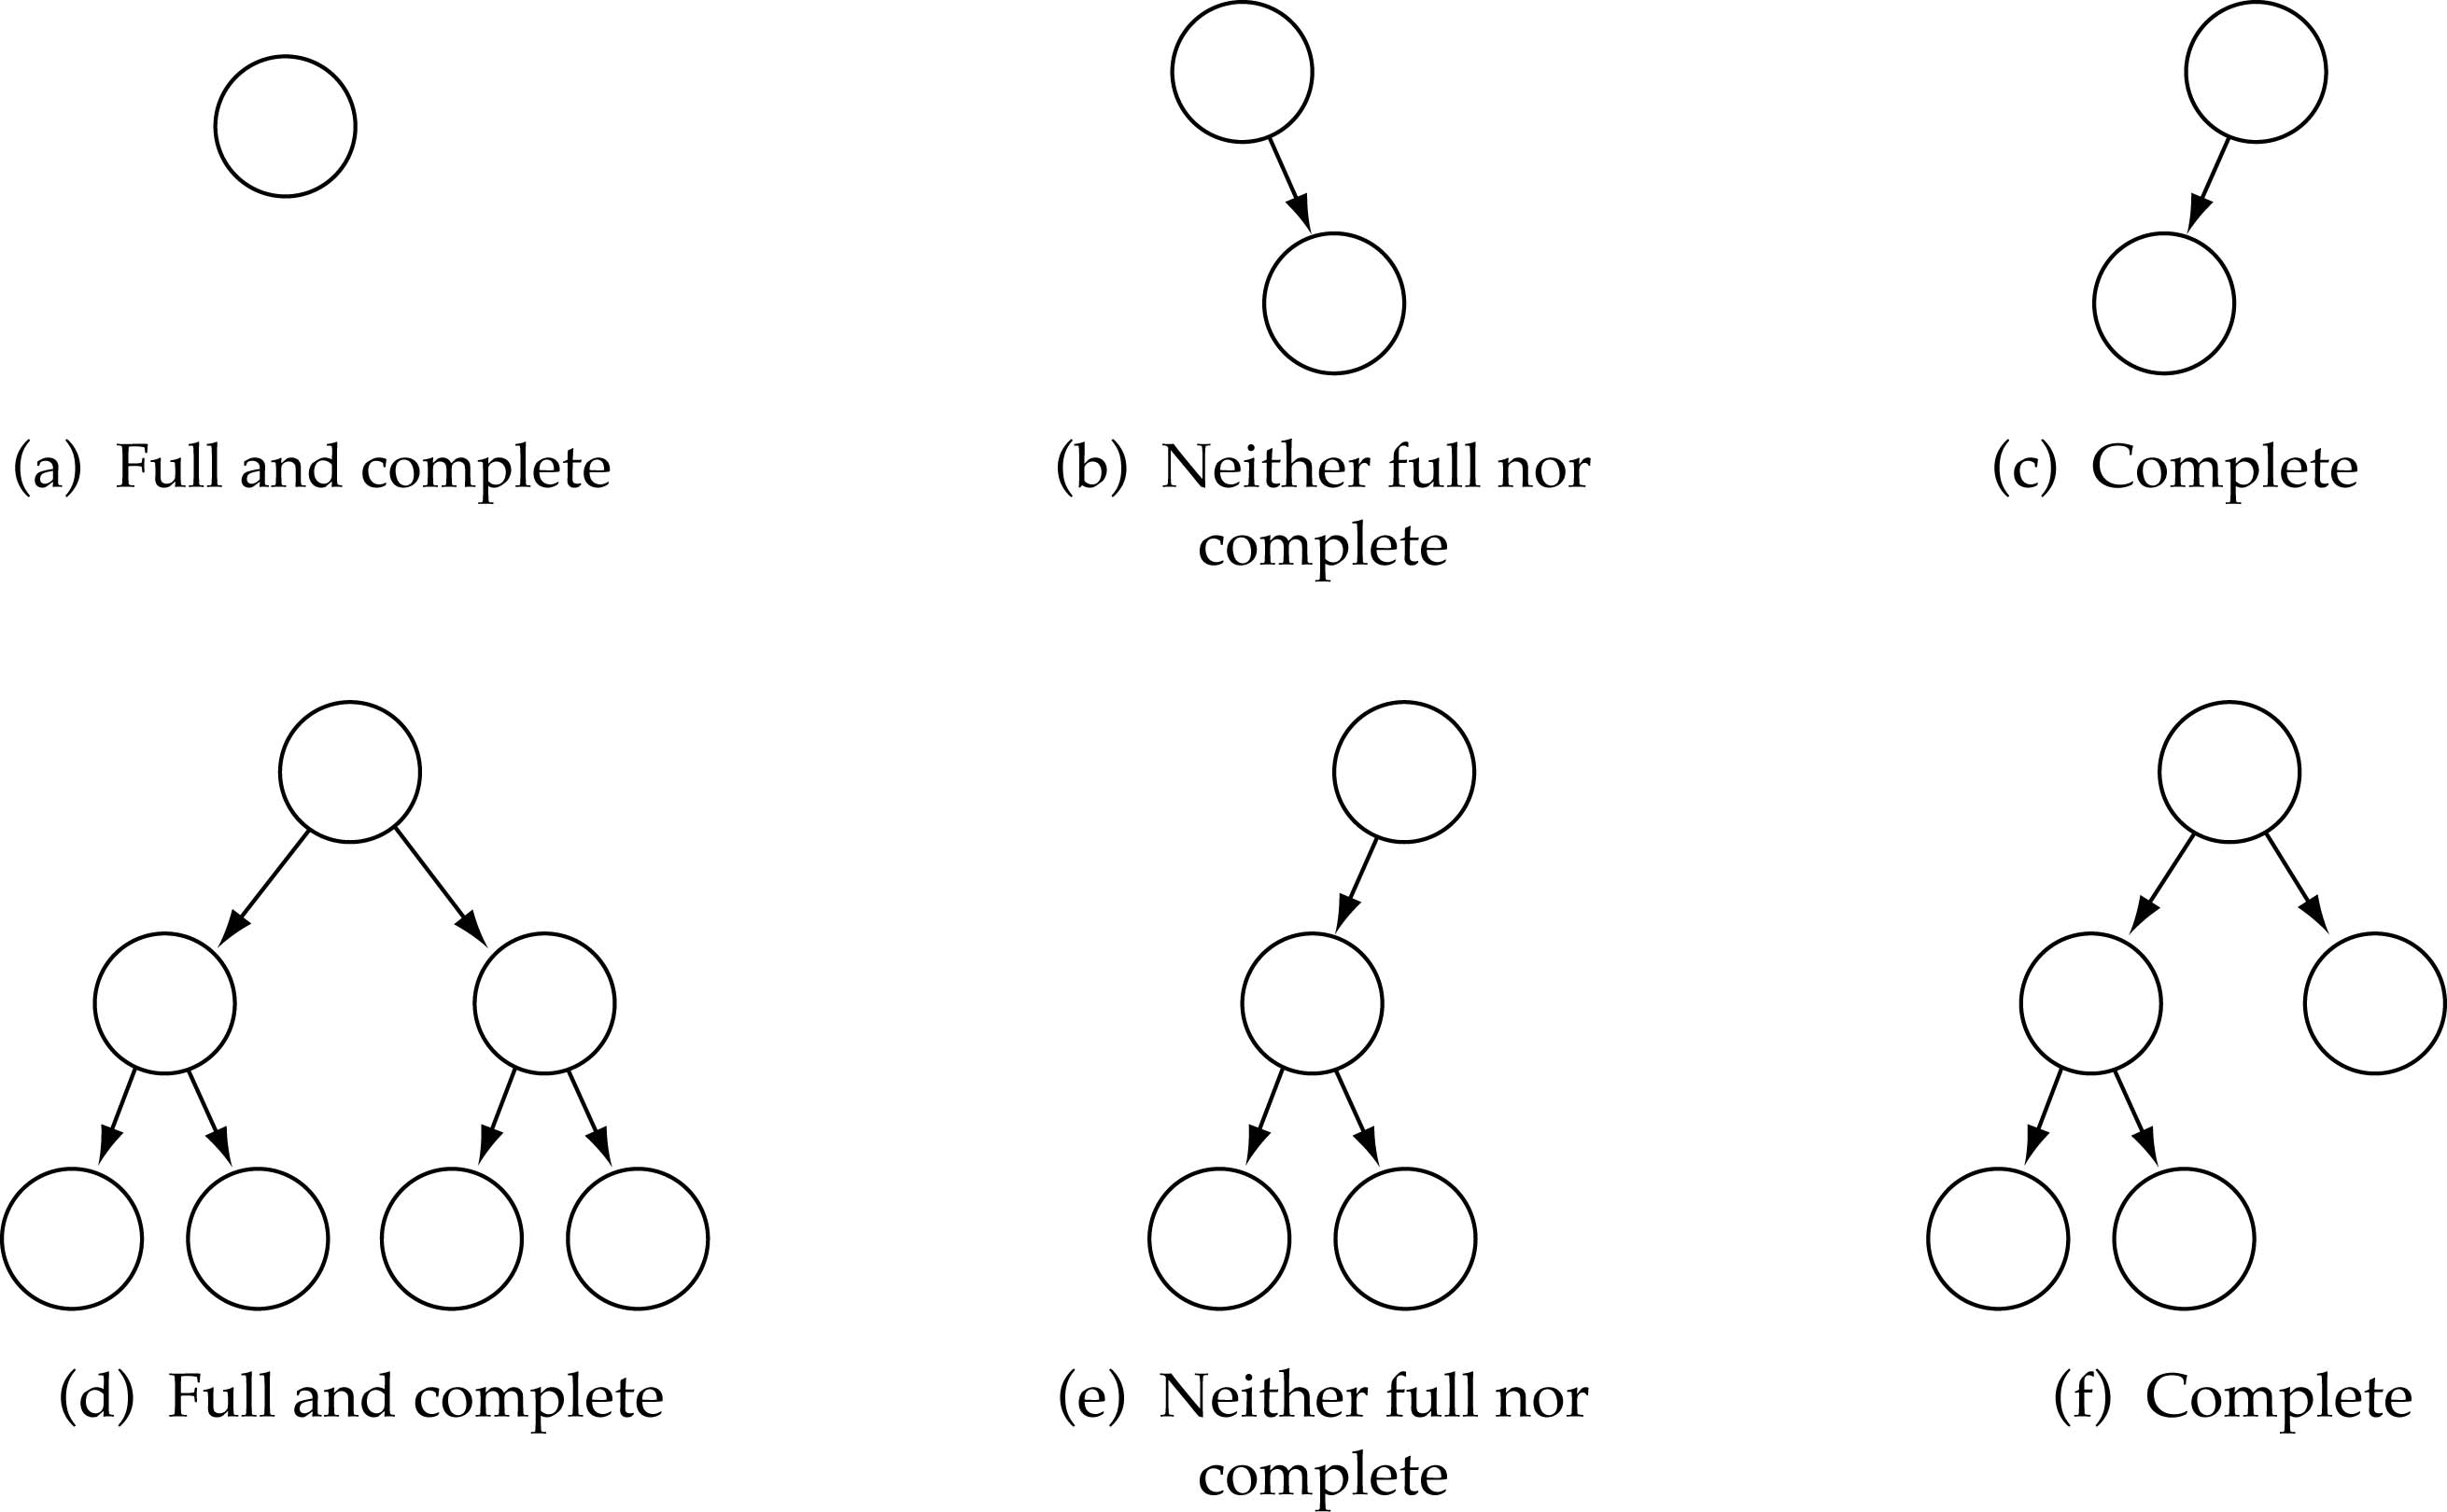 (a) Full and complete
(b) Neither full nor
complete
(c) Complete
(d) Full and complete
(e) Neither full nor
complete
(f) Complete